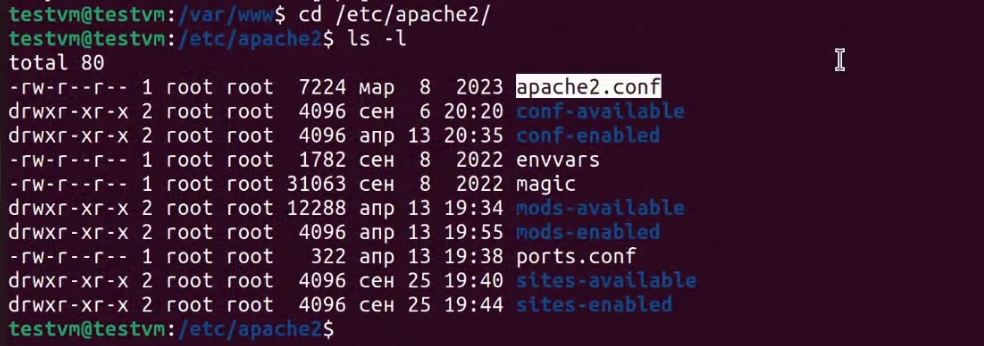 testvm@testvm:/var/www$ cd /etc/apache2/
testvm@testvm:/etc/apache2$ ls -l
total 80
-rw-r--r-- 1 root root  7224 мар  8  2023 apache2.conf
drwxr-xr-x 2 root root  4096 сен  6 20:20 conf-available
drwxr-xr-x 2 root root  4096 апр 13 20:35 conf-enabled
-rw-r--r-- 1 root root  1782 сен  8  2022 envvars
-rw-r--r-- 1 root root 31063 сен  8  2022 magic
drwxr-xr-x 2 root root 12288 апр 13 19:34 mods-available
drwxr-xr-x 2 root root  4096 апр 13 19:55 mods-enabled
-rw-r--r-- 1 root root   322 апр 13 19:38 ports.conf
drwxr-xr-x 2 root root  4096 сен 25 19:40 sites-available
drwxr-xr-x 2 root root  4096 сен 25 19:44 sites-enabled
testvm@testvm:/etc/apache2$